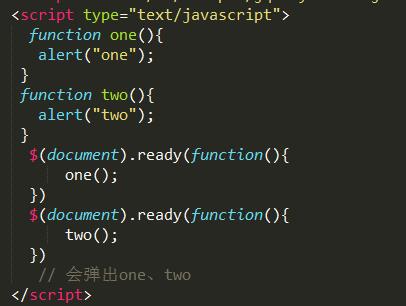 <script type="text/javascript">
function one(){
alert("one");
}
function two(){
alert("two");
}
$(document).ready(function(){
one();
})
$(document).ready(function(){
two();
})
// 会弹出one、two
</script>